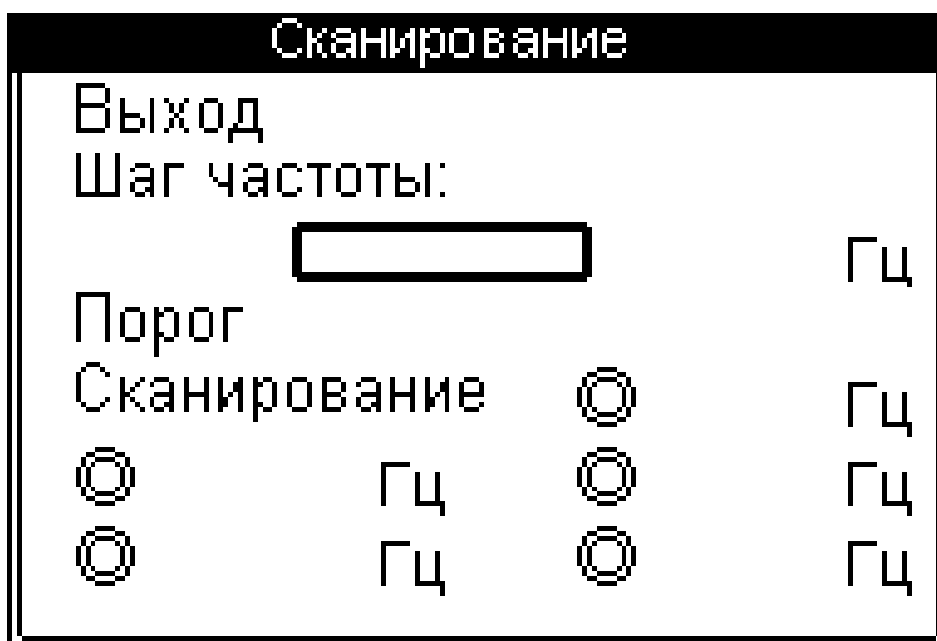 Сканирование
Выход
Шаг частоты:
Гц
Порог
Сканирование Гц
Гц Гц
Гц Гц